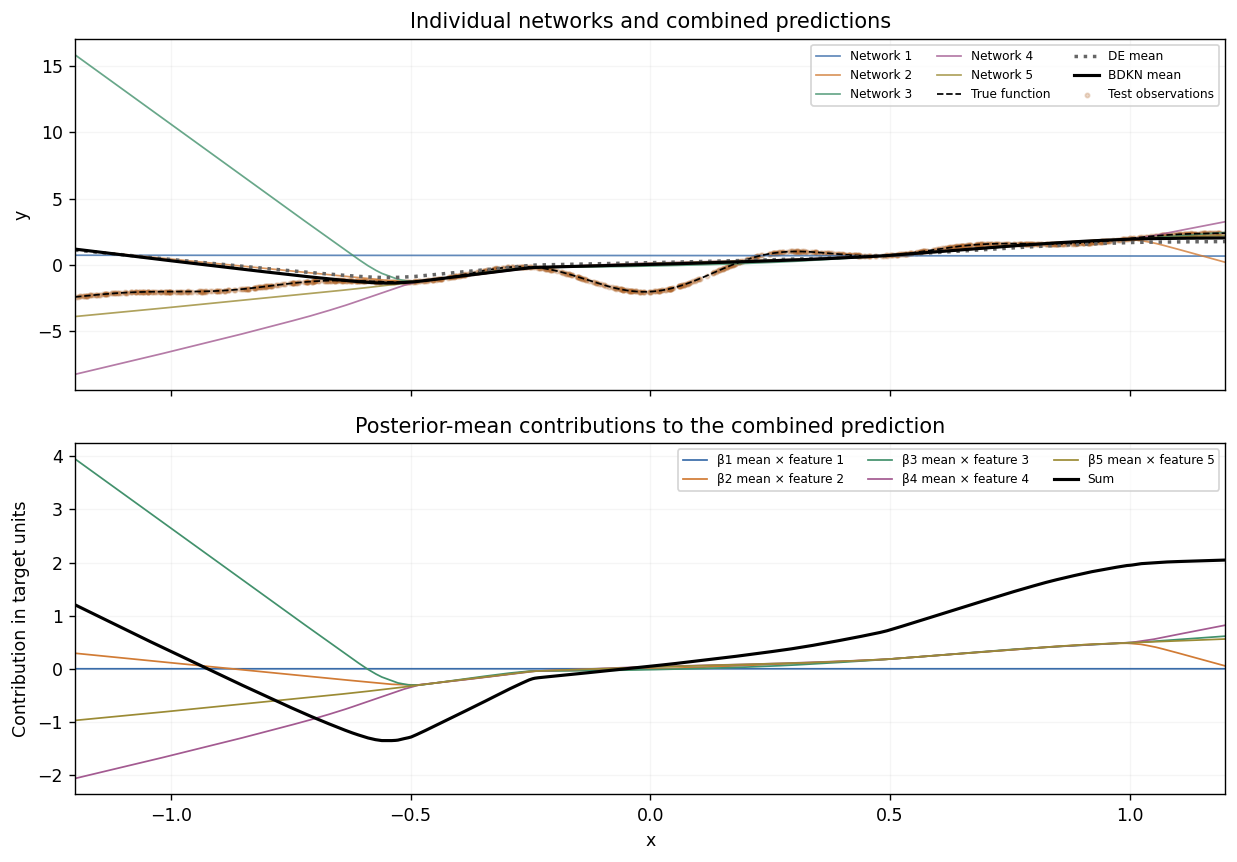 Individual networks and combined predictions
Network 1
Network 2
Network 3
Network 4
Network 5
True function
DE mean
BDKN mean
Test observations
15
10
5
0
−5
y
Posterior-mean contributions to the combined prediction
β1 mean × feature 1
β2 mean × feature 2
β3 mean × feature 3
β4 mean × feature 4
β5 mean × feature 5
Sum
4
3
2
1
0
−1
−2
Contribution in target units
−1.0
−0.5
0.0
0.5
1.0
x